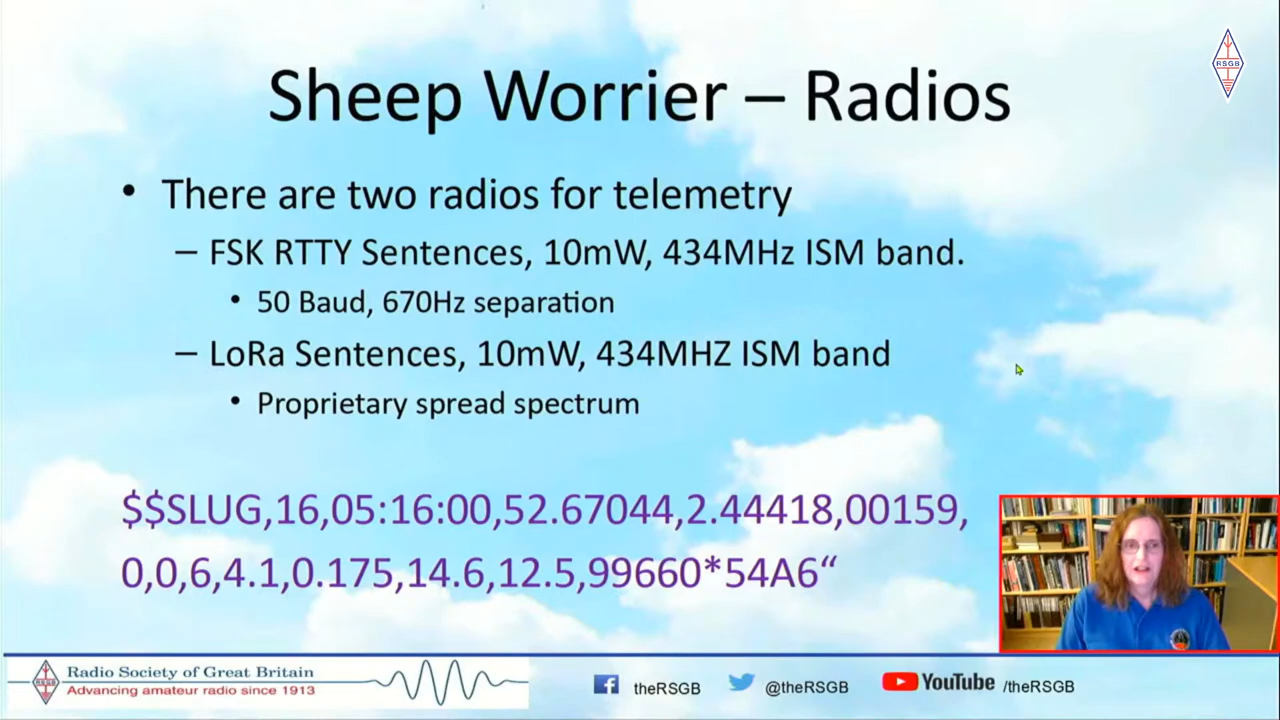 Sheep Worrier – Radios
RSGB
• There are two radios for telemetry
– FSK RTTY Sentences, 10mW, 434MHz ISM band.
• 50 Baud, 670Hz separation
– LoRa Sentences, 10mW, 434MHZ ISM band
• Proprietary spread spectrum
$$SLUG,16,05:16:00,52.67044,2.44418,00159,
0,0,6,4.1,0.175,14.6,12.5,99660*54A6“
RSGB
Radio Society of Great Britain
Advancing amateur radio since 1913
theRSGB
@theRSGB
YouTube /theRSGB